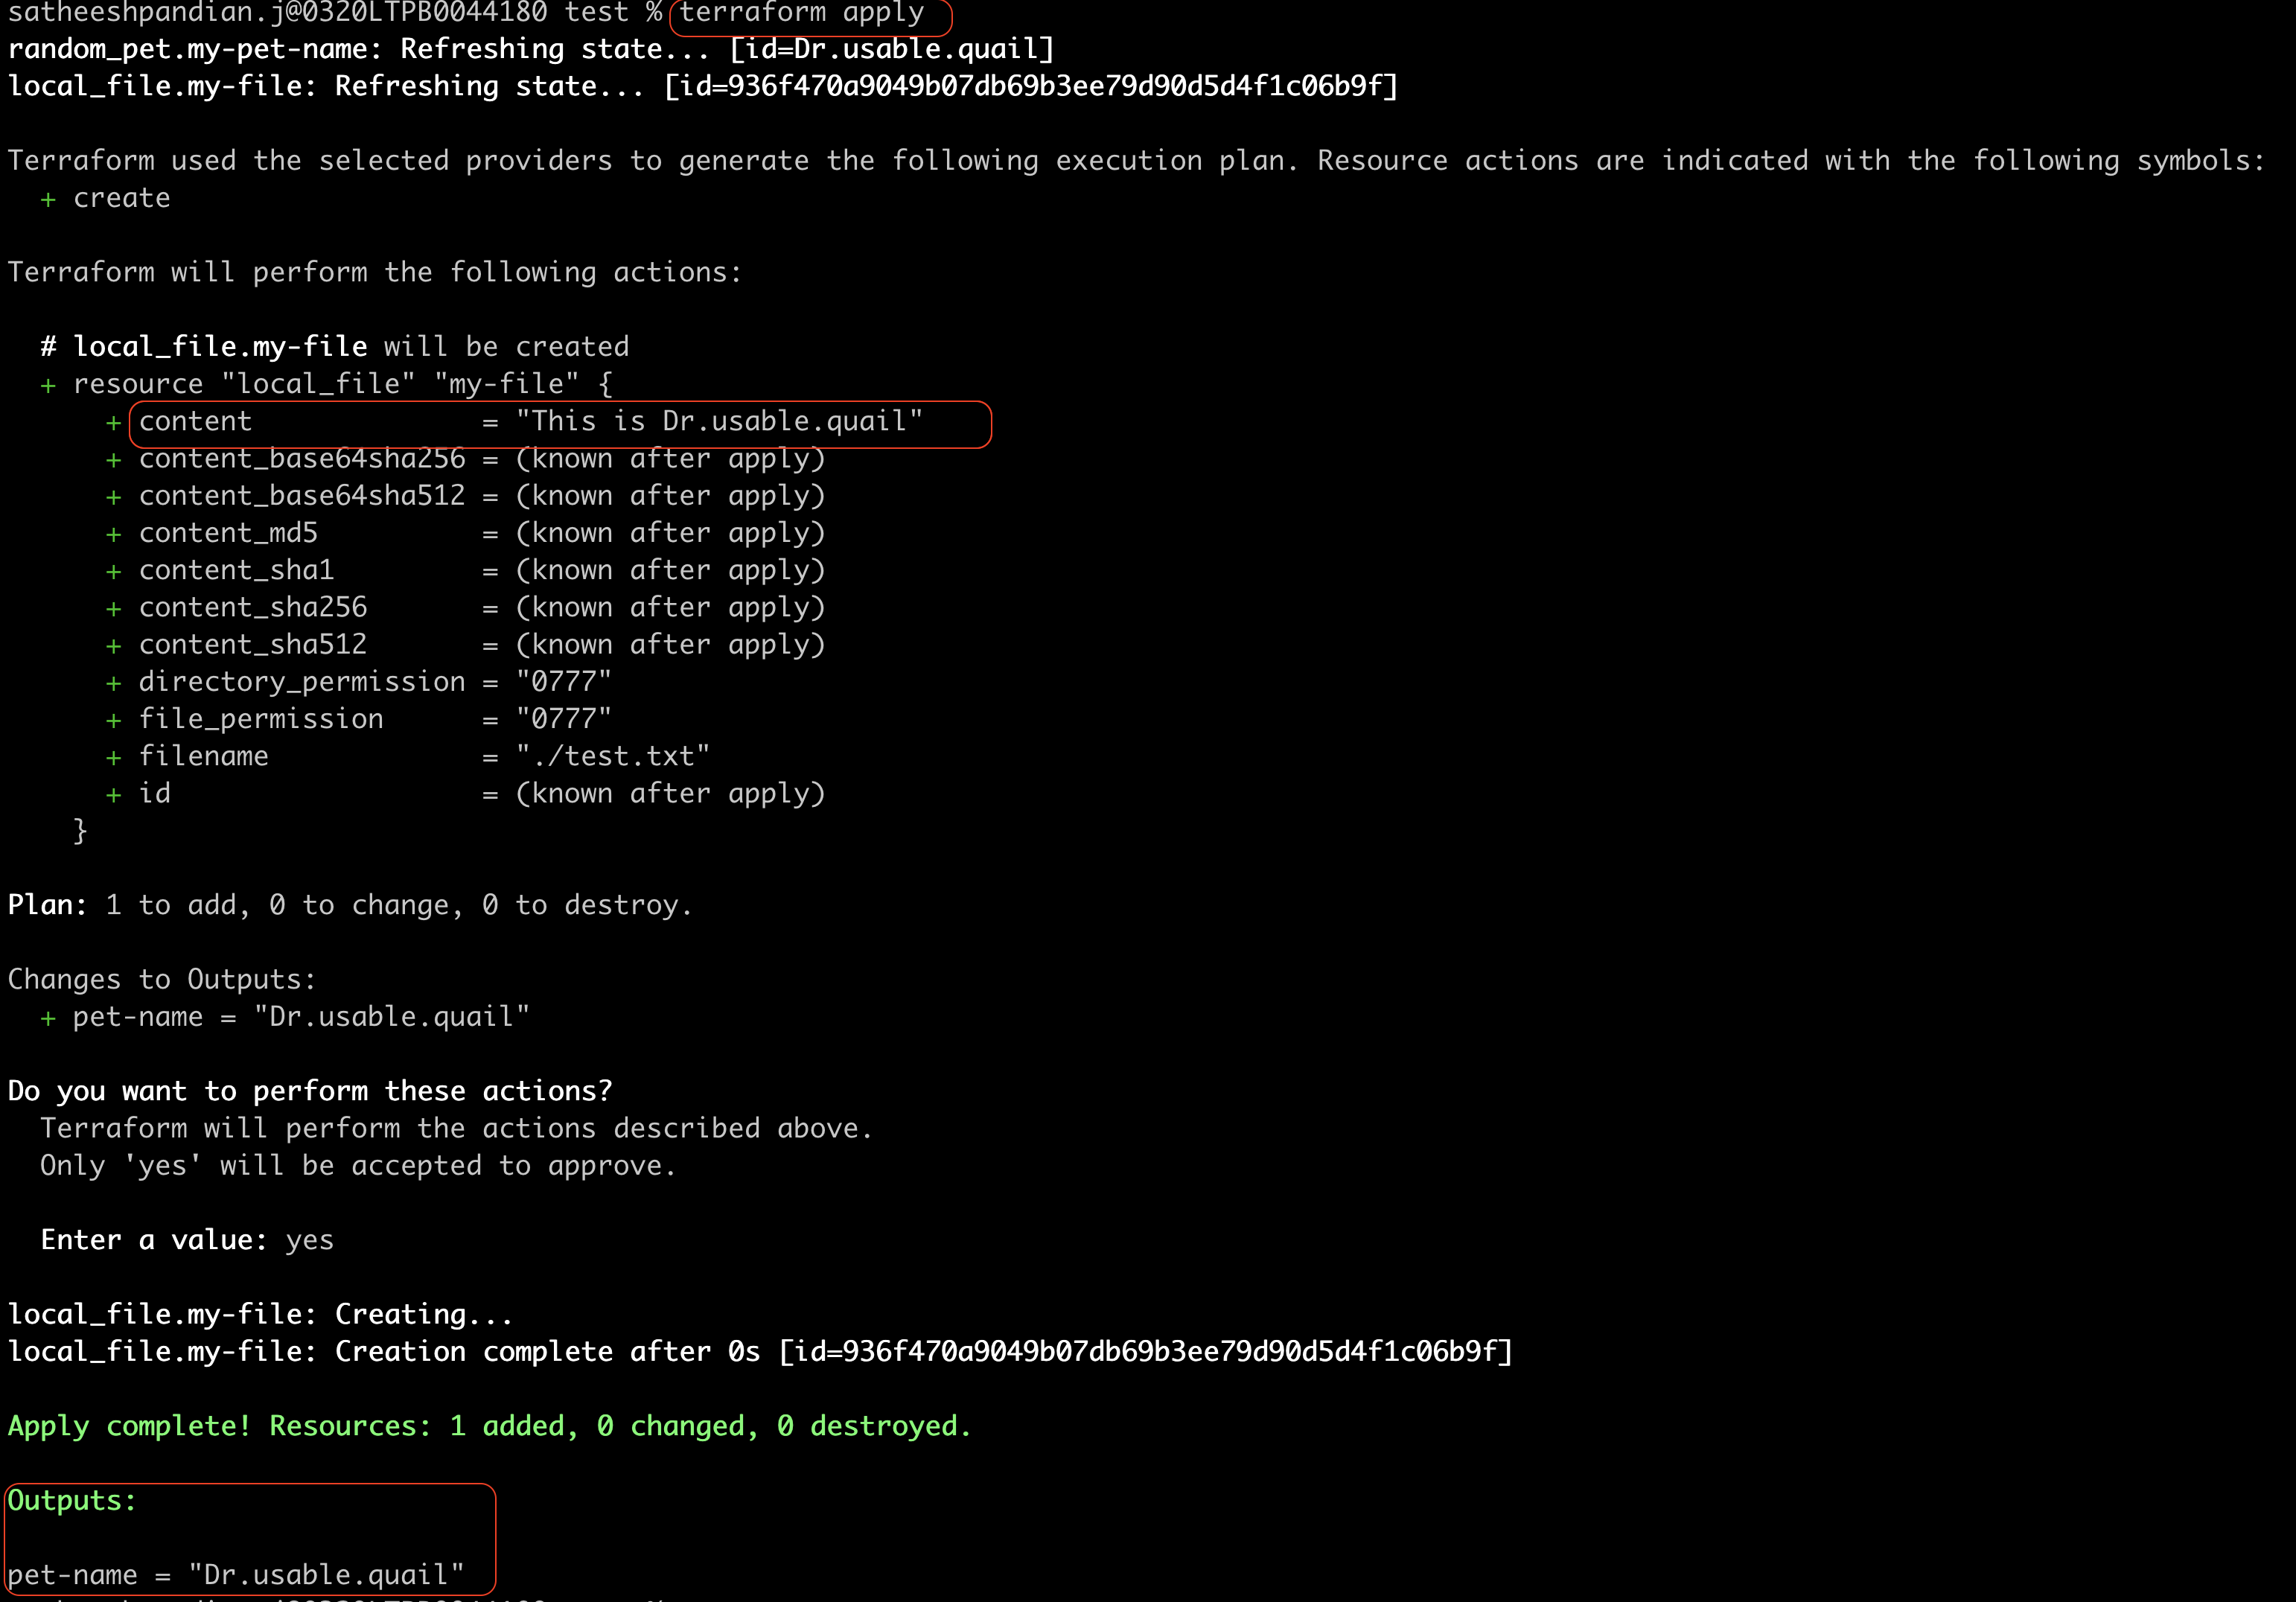 satheeshpandian.j@0320LTPB0044180 test % terraform apply
random_pet.my-pet-name: Refreshing state... [id=Dr.usable.quail]
local_file.my-file: Refreshing state... [id=936f470a9049b07db69b3ee79d90d5d4f1c06b9f]
Terraform used the selected providers to generate the following execution plan. Resource actions are indicated with the following symbols:
+ create
Terraform will perform the following actions:
# local_file.my-file will be created
+ resource "local_file" "my-file" {
+ content = "This is Dr.usable.quail"
+ content_base64sha256 = (known after apply)
+ content_base64sha512 = (known after apply)
+ content_md5 = (known after apply)
+ content_sha1 = (known after apply)
+ content_sha256 = (known after apply)
+ content_sha512 = (known after apply)
+ directory_permission = "0777"
+ file_permission = "0777"
+ filename = "./test.txt"
+ id = (known after apply)
}
Plan: 1 to add, 0 to change, 0 to destroy.
Changes to Outputs:
+ pet-name = "Dr.usable.quail"
Do you want to perform these actions?
Terraform will perform the actions described above.
Only 'yes' will be accepted to approve.
Enter a value: yes
local_file.my-file: Creating...
local_file.my-file: Creation complete after 0s [id=936f470a9049b07db69b3ee79d90d5d4f1c06b9f]
Apply complete! Resources: 1 added, 0 changed, 0 destroyed.
Outputs:
pet-name = "Dr.usable.quail"